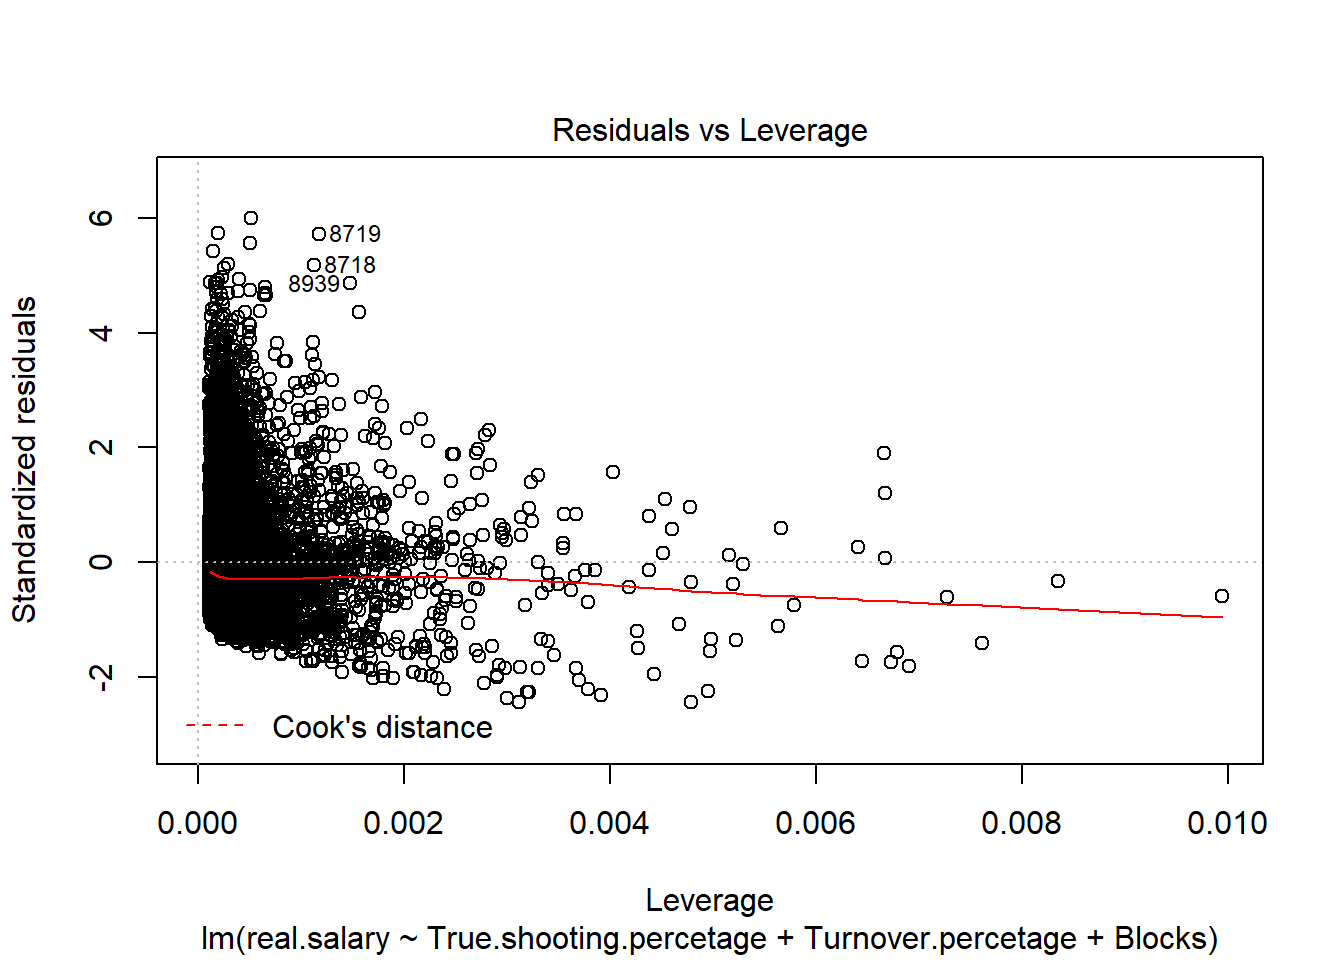 Residuals vs Leverage
Standardized residuals
6
4
2
0
-2
8719
8718
8939
Cook's distance
0.000 0.002 0.004 0.006 0.008 0.010
Leverage
lm(real.salary ~ True.shooting.percetage + Turnover.percetage + Blocks)